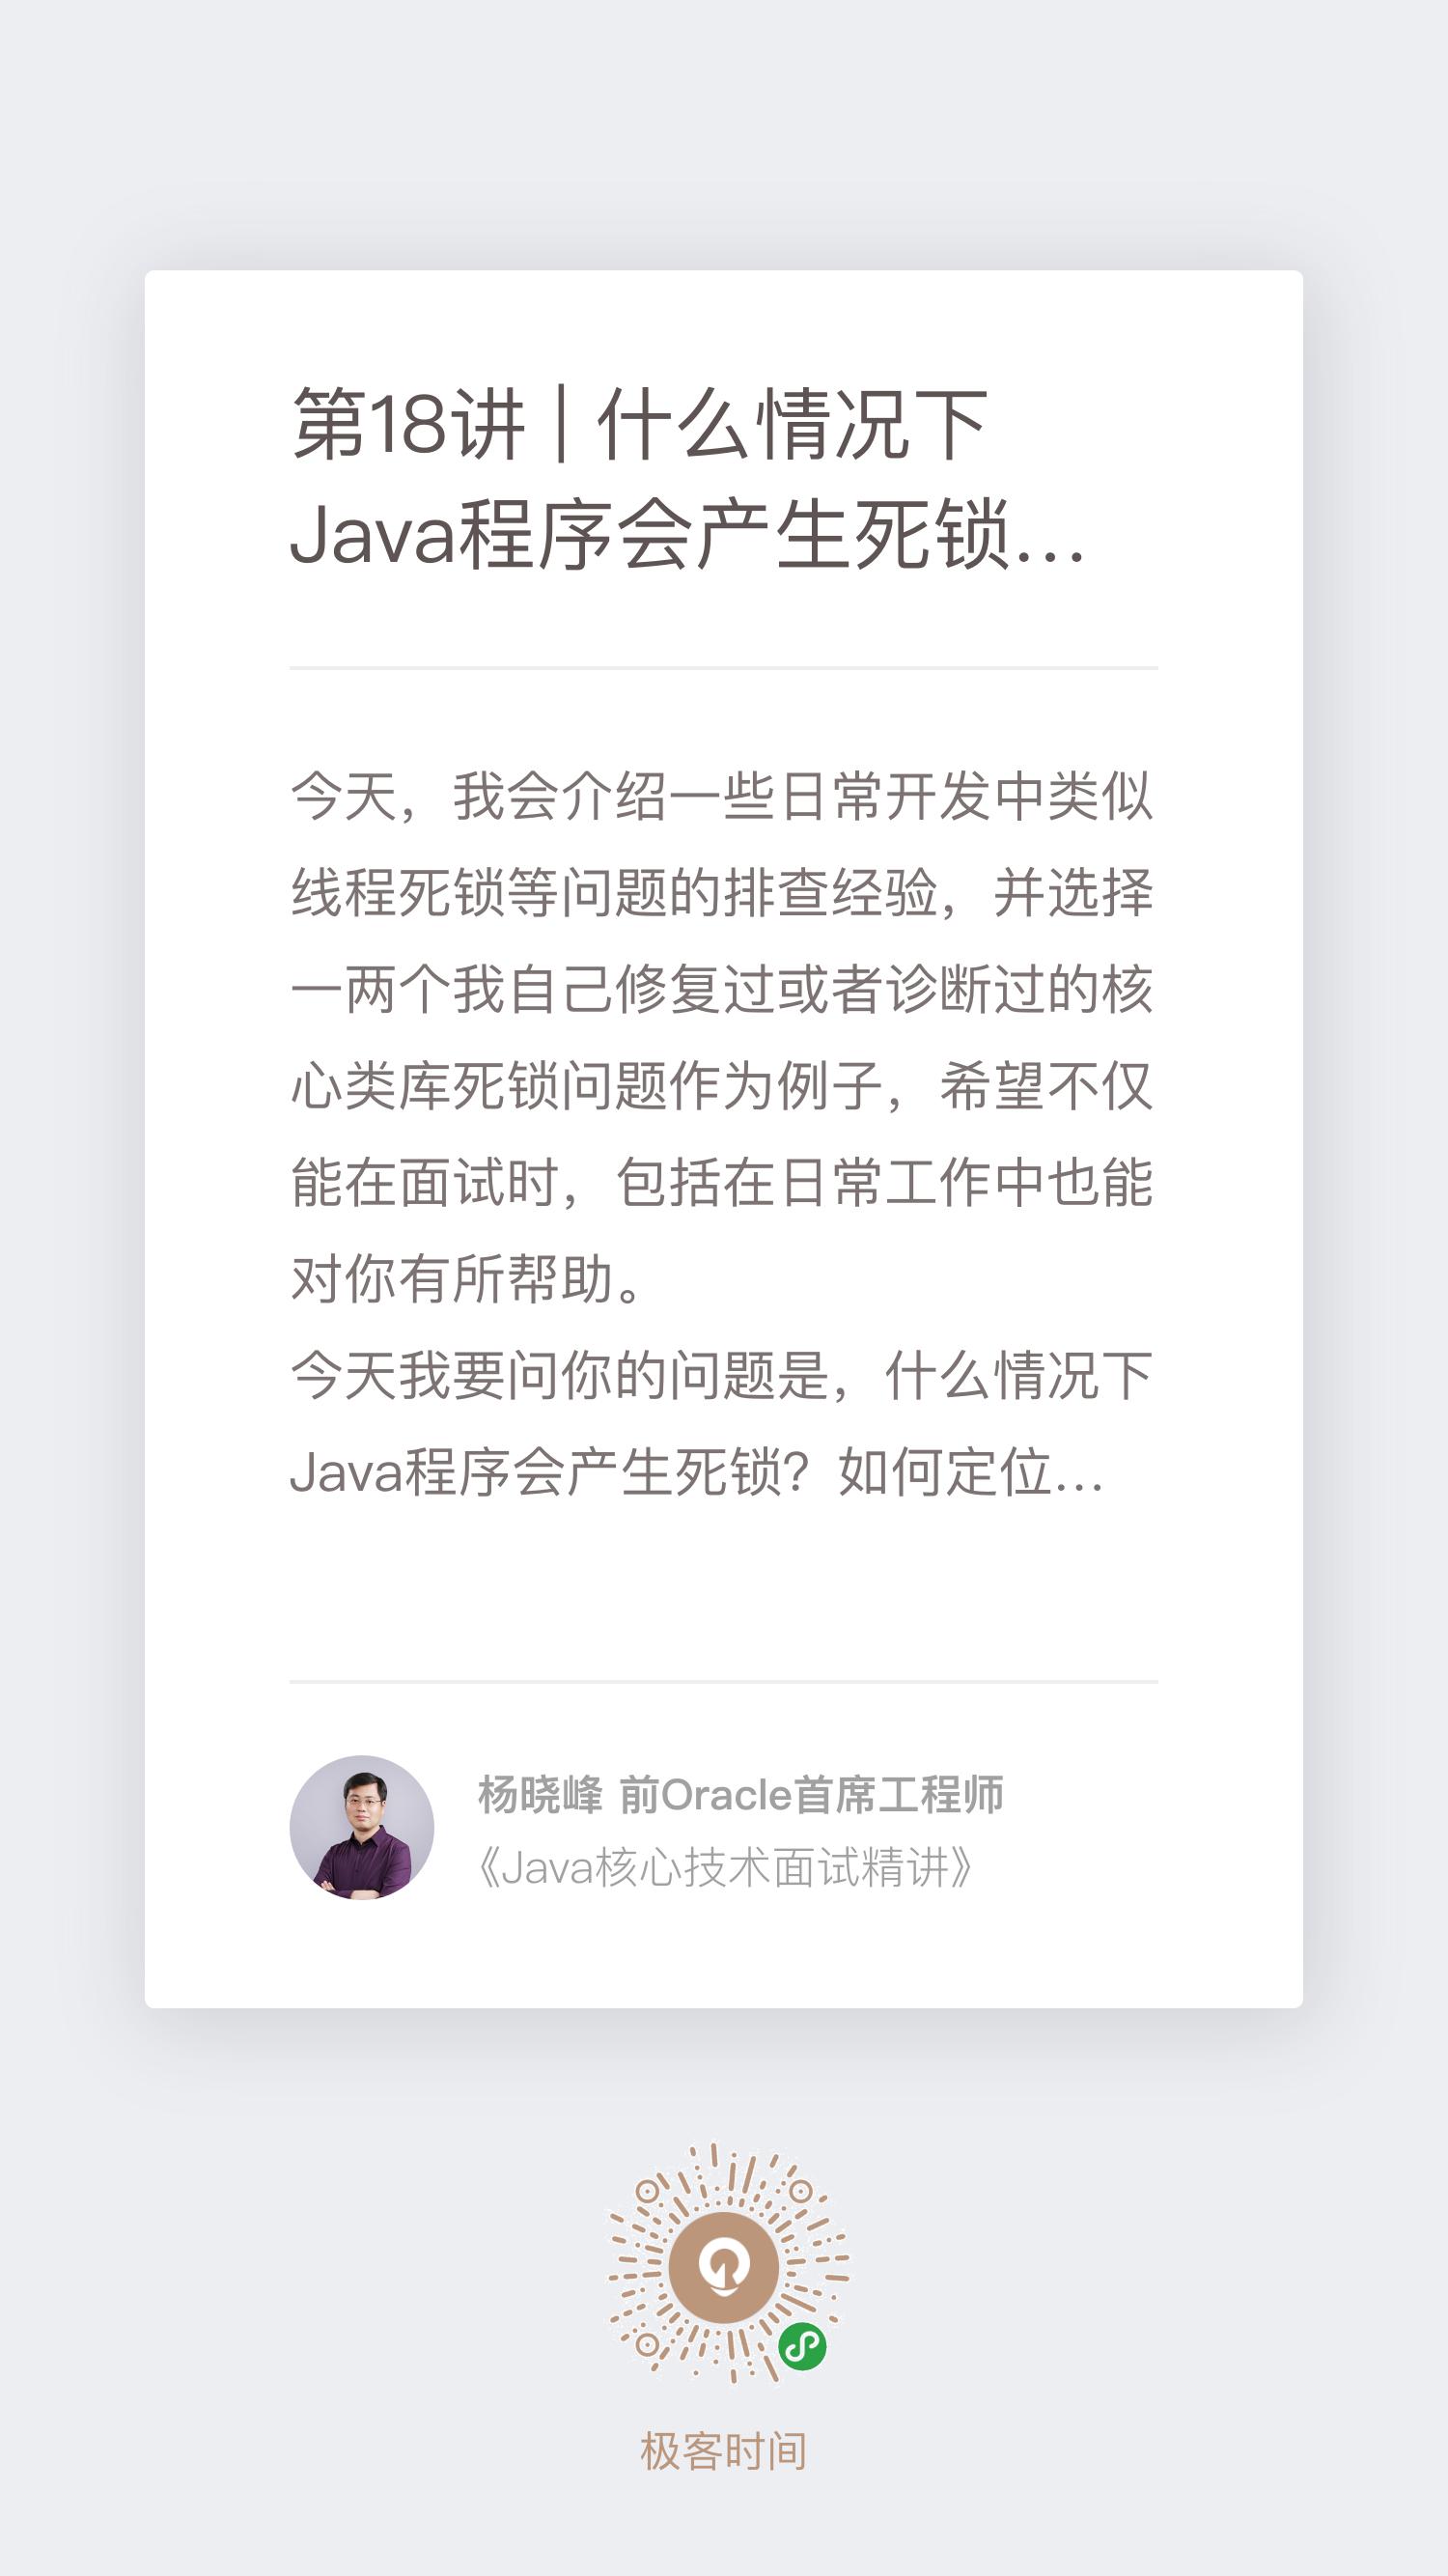 第18讲 | 什么情况下
Java程序会产生死锁...
今天，我会介绍一些日常开发中类似
线程死锁等问题的排查经验，并选择
一两个我自己修复过或者诊断过的核
心类库死锁问题作为例子，希望不仅
能在面试时，包括在日常工作中也能
对你有所帮助。
今天我要问你的问题是，什么情况下
Java程序会产生死锁？如何定位...
杨晓峰 前Oracle首席工程师
《Java核心技术面试精讲》
极客时间